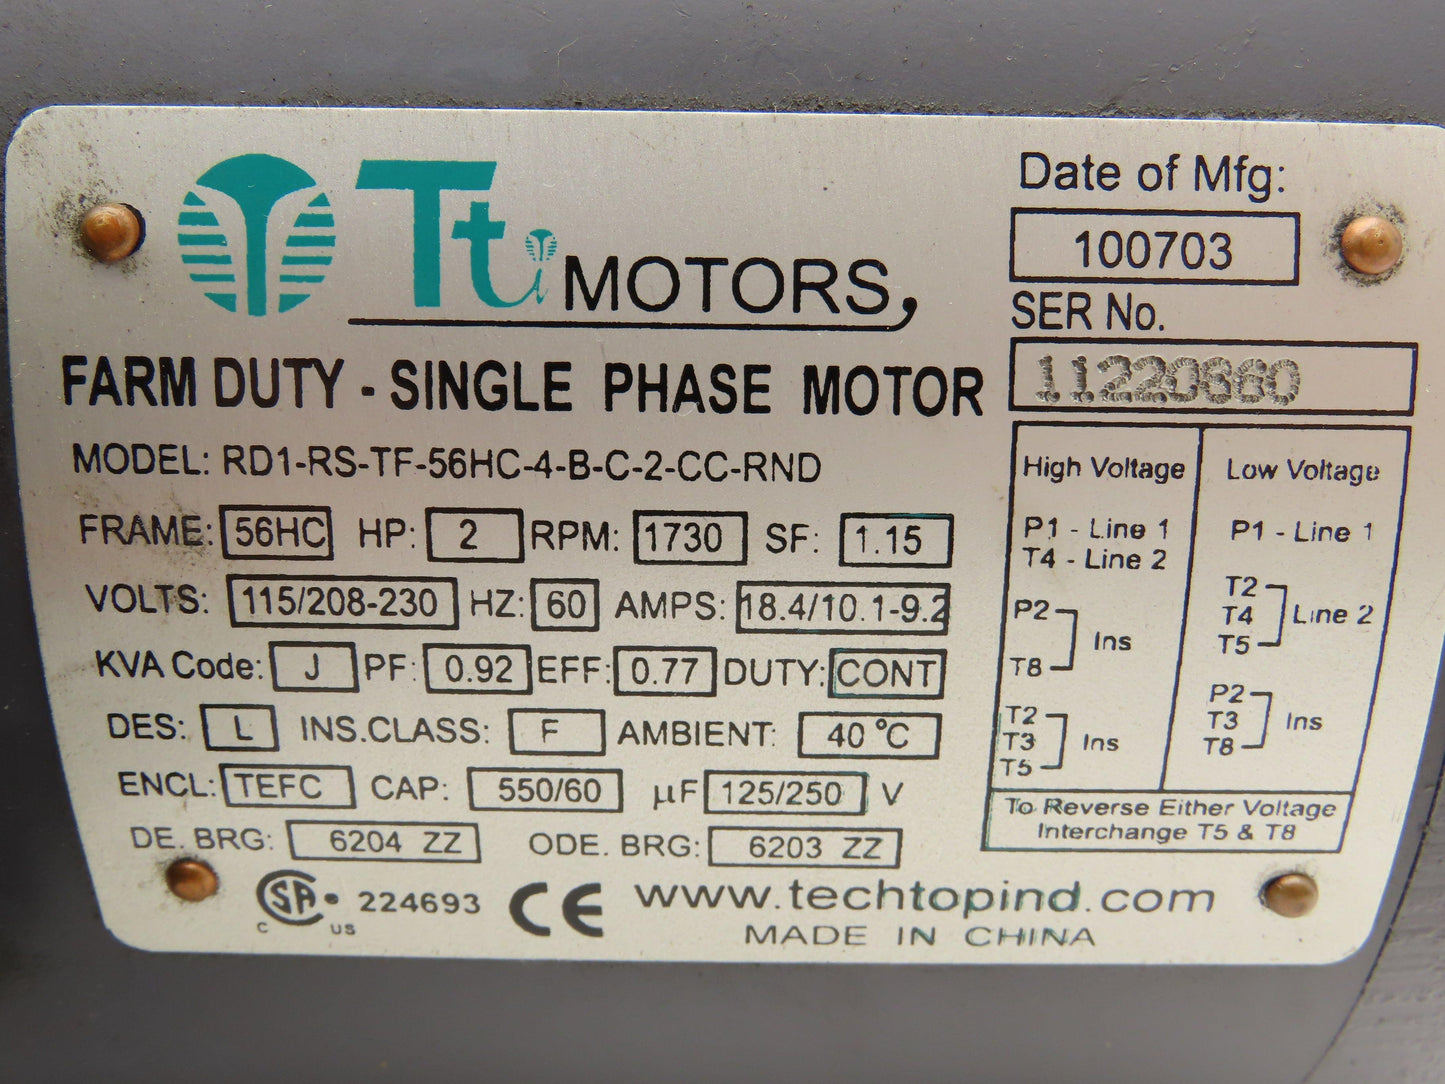 Tti MOTORS,
FARM DUTY - SINGLE PHASE MOTOR
MODEL: RD1-RS-TF-56HC-4-B-C-2-CC-RND
FRAME: 56HC HP: 2 RPM: 1730 SF: 1.15
VOLTS: 115/208-230 HZ: 60 AMPS: 18.4/10.1-9.2
KVA Code: J PF: 0.92 EFF: 0.77 DUTY: CONT
DES: L INS.CLASS: F AMBIENT: 40 °C
ENCL: TEFC CAP: 550/60 µF 125/250 V
DE. BRG: 6204 ZZ ODE. BRG: 6203 ZZ
Date of Mfg:
100703
SER No.
11220660
High Voltage
P1 - Line 1
T4 - Line 2
P2
T8
Ins
T2
T3
T5
Ins
Low Voltage
P1 - Line 1
T2
T4
T5
Line 2
P2
T3
T8
Ins
To Reverse Either Voltage
Interchange T5 & T8
C SA US 224693 CE www.techtopind.com
MADE IN CHINA